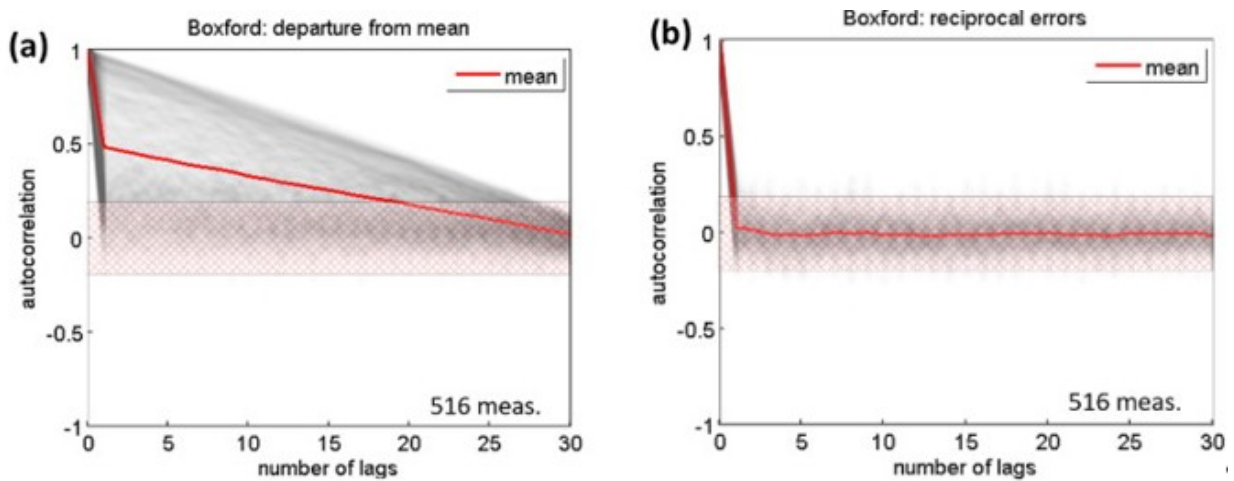 (a)
Boxford: departure from mean
mean
1
0.5
0
-0.5
-1
autocorrelation
516 meas.
0 5 10 15 20 25 30
number of lags
(b)
Boxford: reciprocal errors
mean
1
0.5
0
-0.5
-1
autocorrelation
516 meas.
0 5 10 15 20 25 30
number of lags